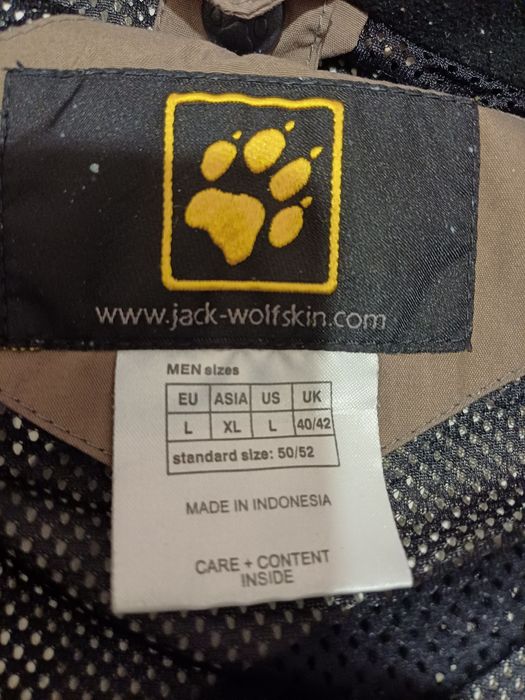 www.jack-wolfskin.com
MEN sizes
EU ASIA US UK
L XL L 40/42
standard size: 50/52
MADE IN INDONESIA
CARE + CONTENT
INSIDE